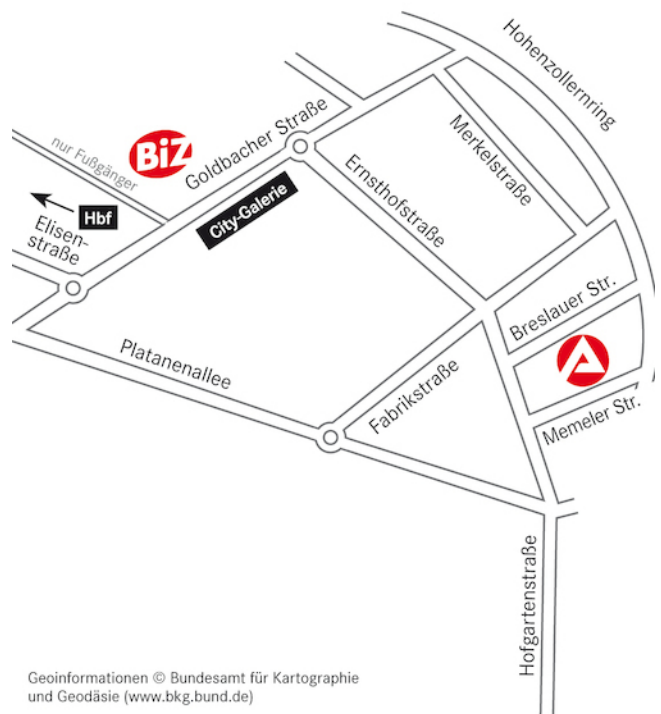 Hohenzollernring
Goldbacher Straße
Merkelstraße
BiZ
nur Fußgänger
Ernsthofstraße
City-Galerie
Hbf
Elisen-
straße
Breslauer Str.
Platanenallee
Fabrikstraße
Memeler Str.
Hofgartenstraße
Geoinformationen © Bundesamt für Kartographie
und Geodäsie (www.bkg.bund.de)